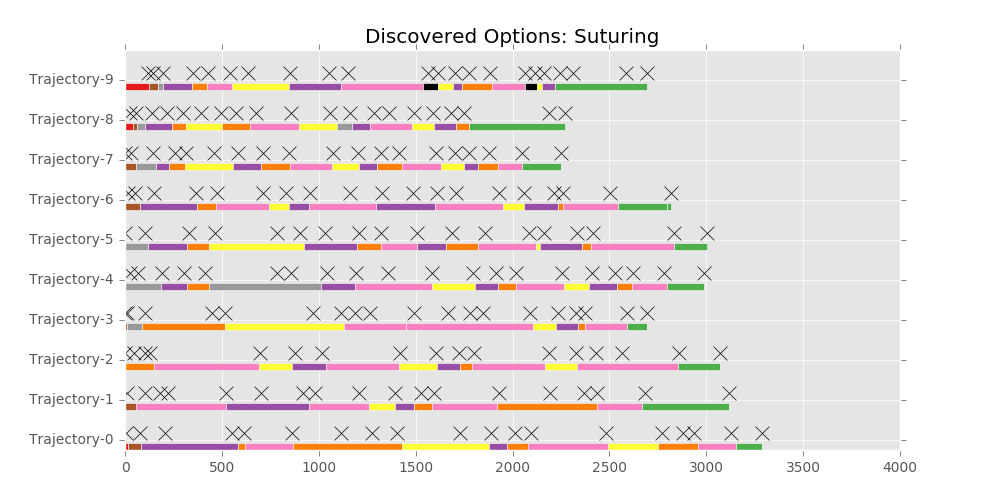 Discovered Options: Suturing
Trajectory-9
Trajectory-8
Trajectory-7
Trajectory-6
Trajectory-5
Trajectory-4
Trajectory-3
Trajectory-2
Trajectory-1
Trajectory-0
0 500 1000 1500 2000 2500 3000 3500 4000